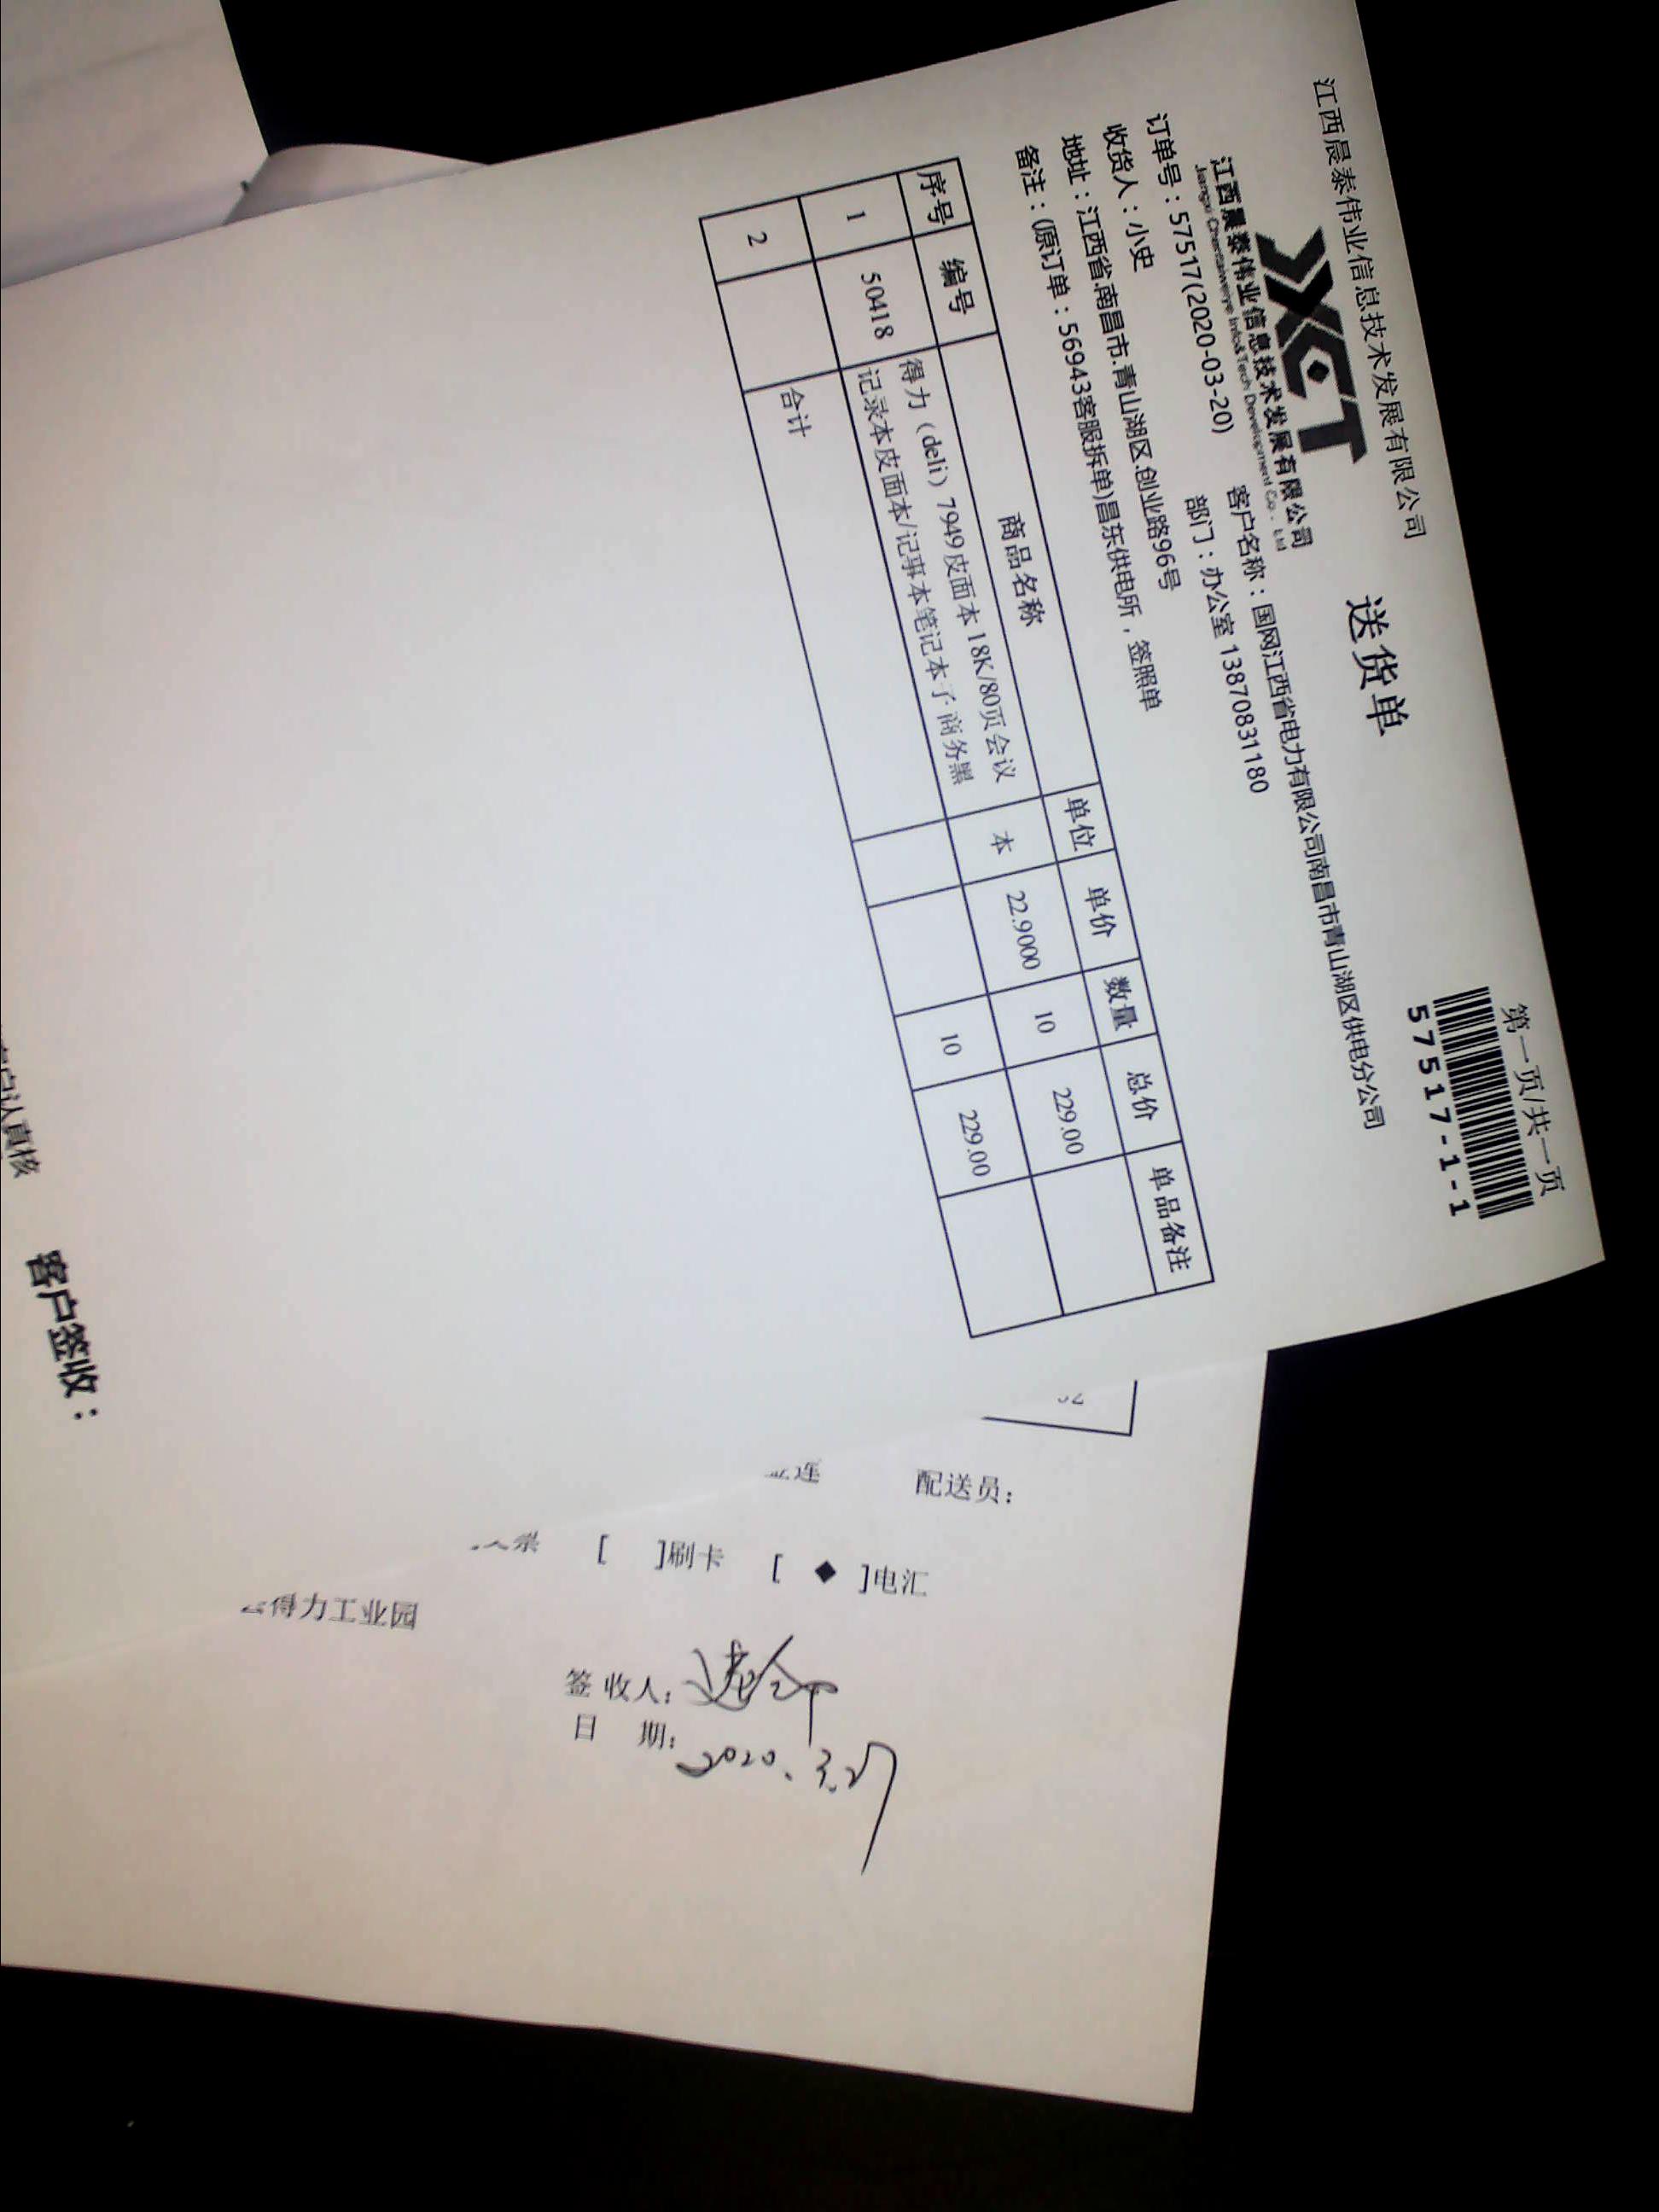 江西晨泰伟业信息技术发展有限公司
第一页/共一页
送货单
57517-1-1
江西晨泰伟业信息技术发展有限公司
Jiangxi Chentaiweiye Info&Tech Development Co., Ltd
客户名称：国网江西省电力有限公司南昌市青山湖区供电分公司
订单号：57517(2020-03-20)
部门：办公室 13870831180
收货人：小史
地址：江西省.南昌市.青山湖区.创业路96号
备注：(原订单：56943客服拆单)昌东供电所，签照单
序号 编号 商品名称 单位 单价 数量 总价 单品备注
1 50418 得力（deli）7949皮面本 18K/80页会议 本 22.9000 10 229.00
记录本皮面本/记事本笔记本子 商务黑
2 合计 10 229.00
户认真核
客户签收：
连 配送员：
[ ]刷卡 [ ◆ ]电汇
得力工业园
签 收人：
日 期：2020.3.27